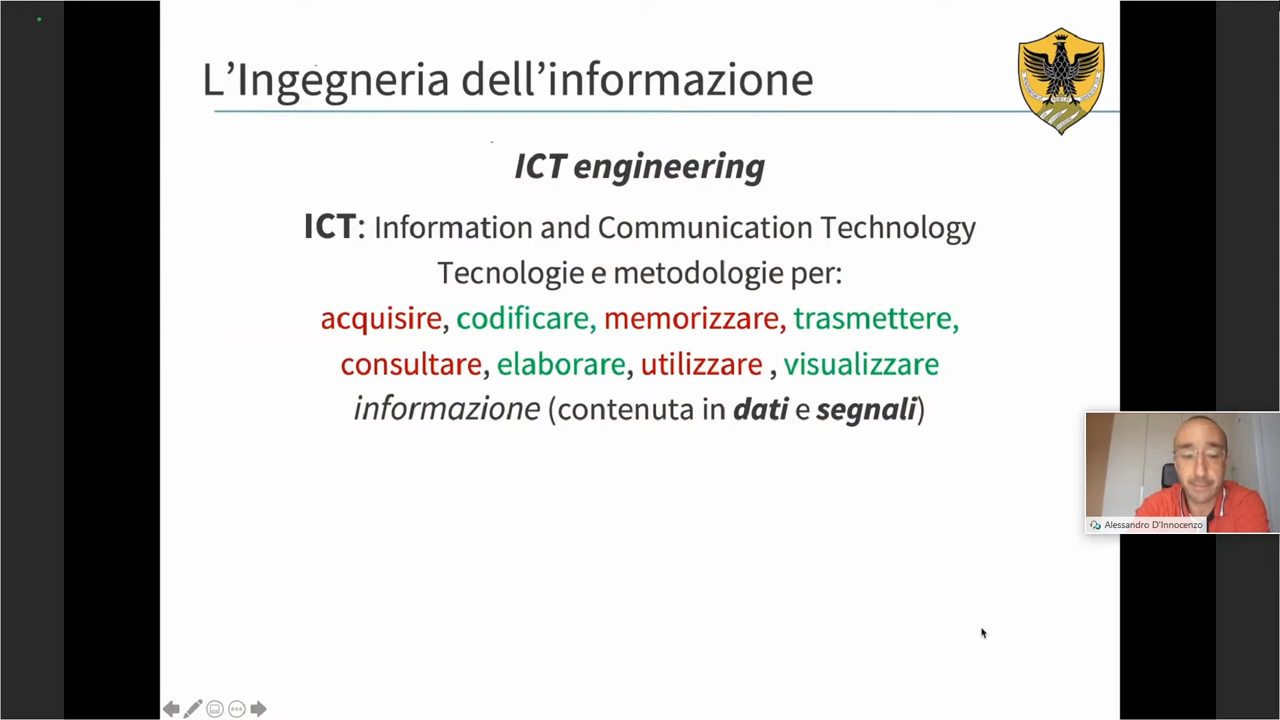 L’Ingegneria dell’informazione
ICT engineering
ICT: Information and Communication Technology
Tecnologie e metodologie per:
acquisire, codificare, memorizzare, trasmettere,
consultare, elaborare, utilizzare , visualizzare
informazione (contenuta in dati e segnali)
Alessandro D'Innocenzo